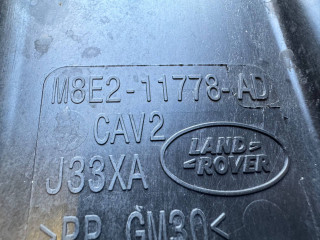 M8E2-11778-AD
CAV2
J33XA
LAND-
-ROVER
>PP GM30<